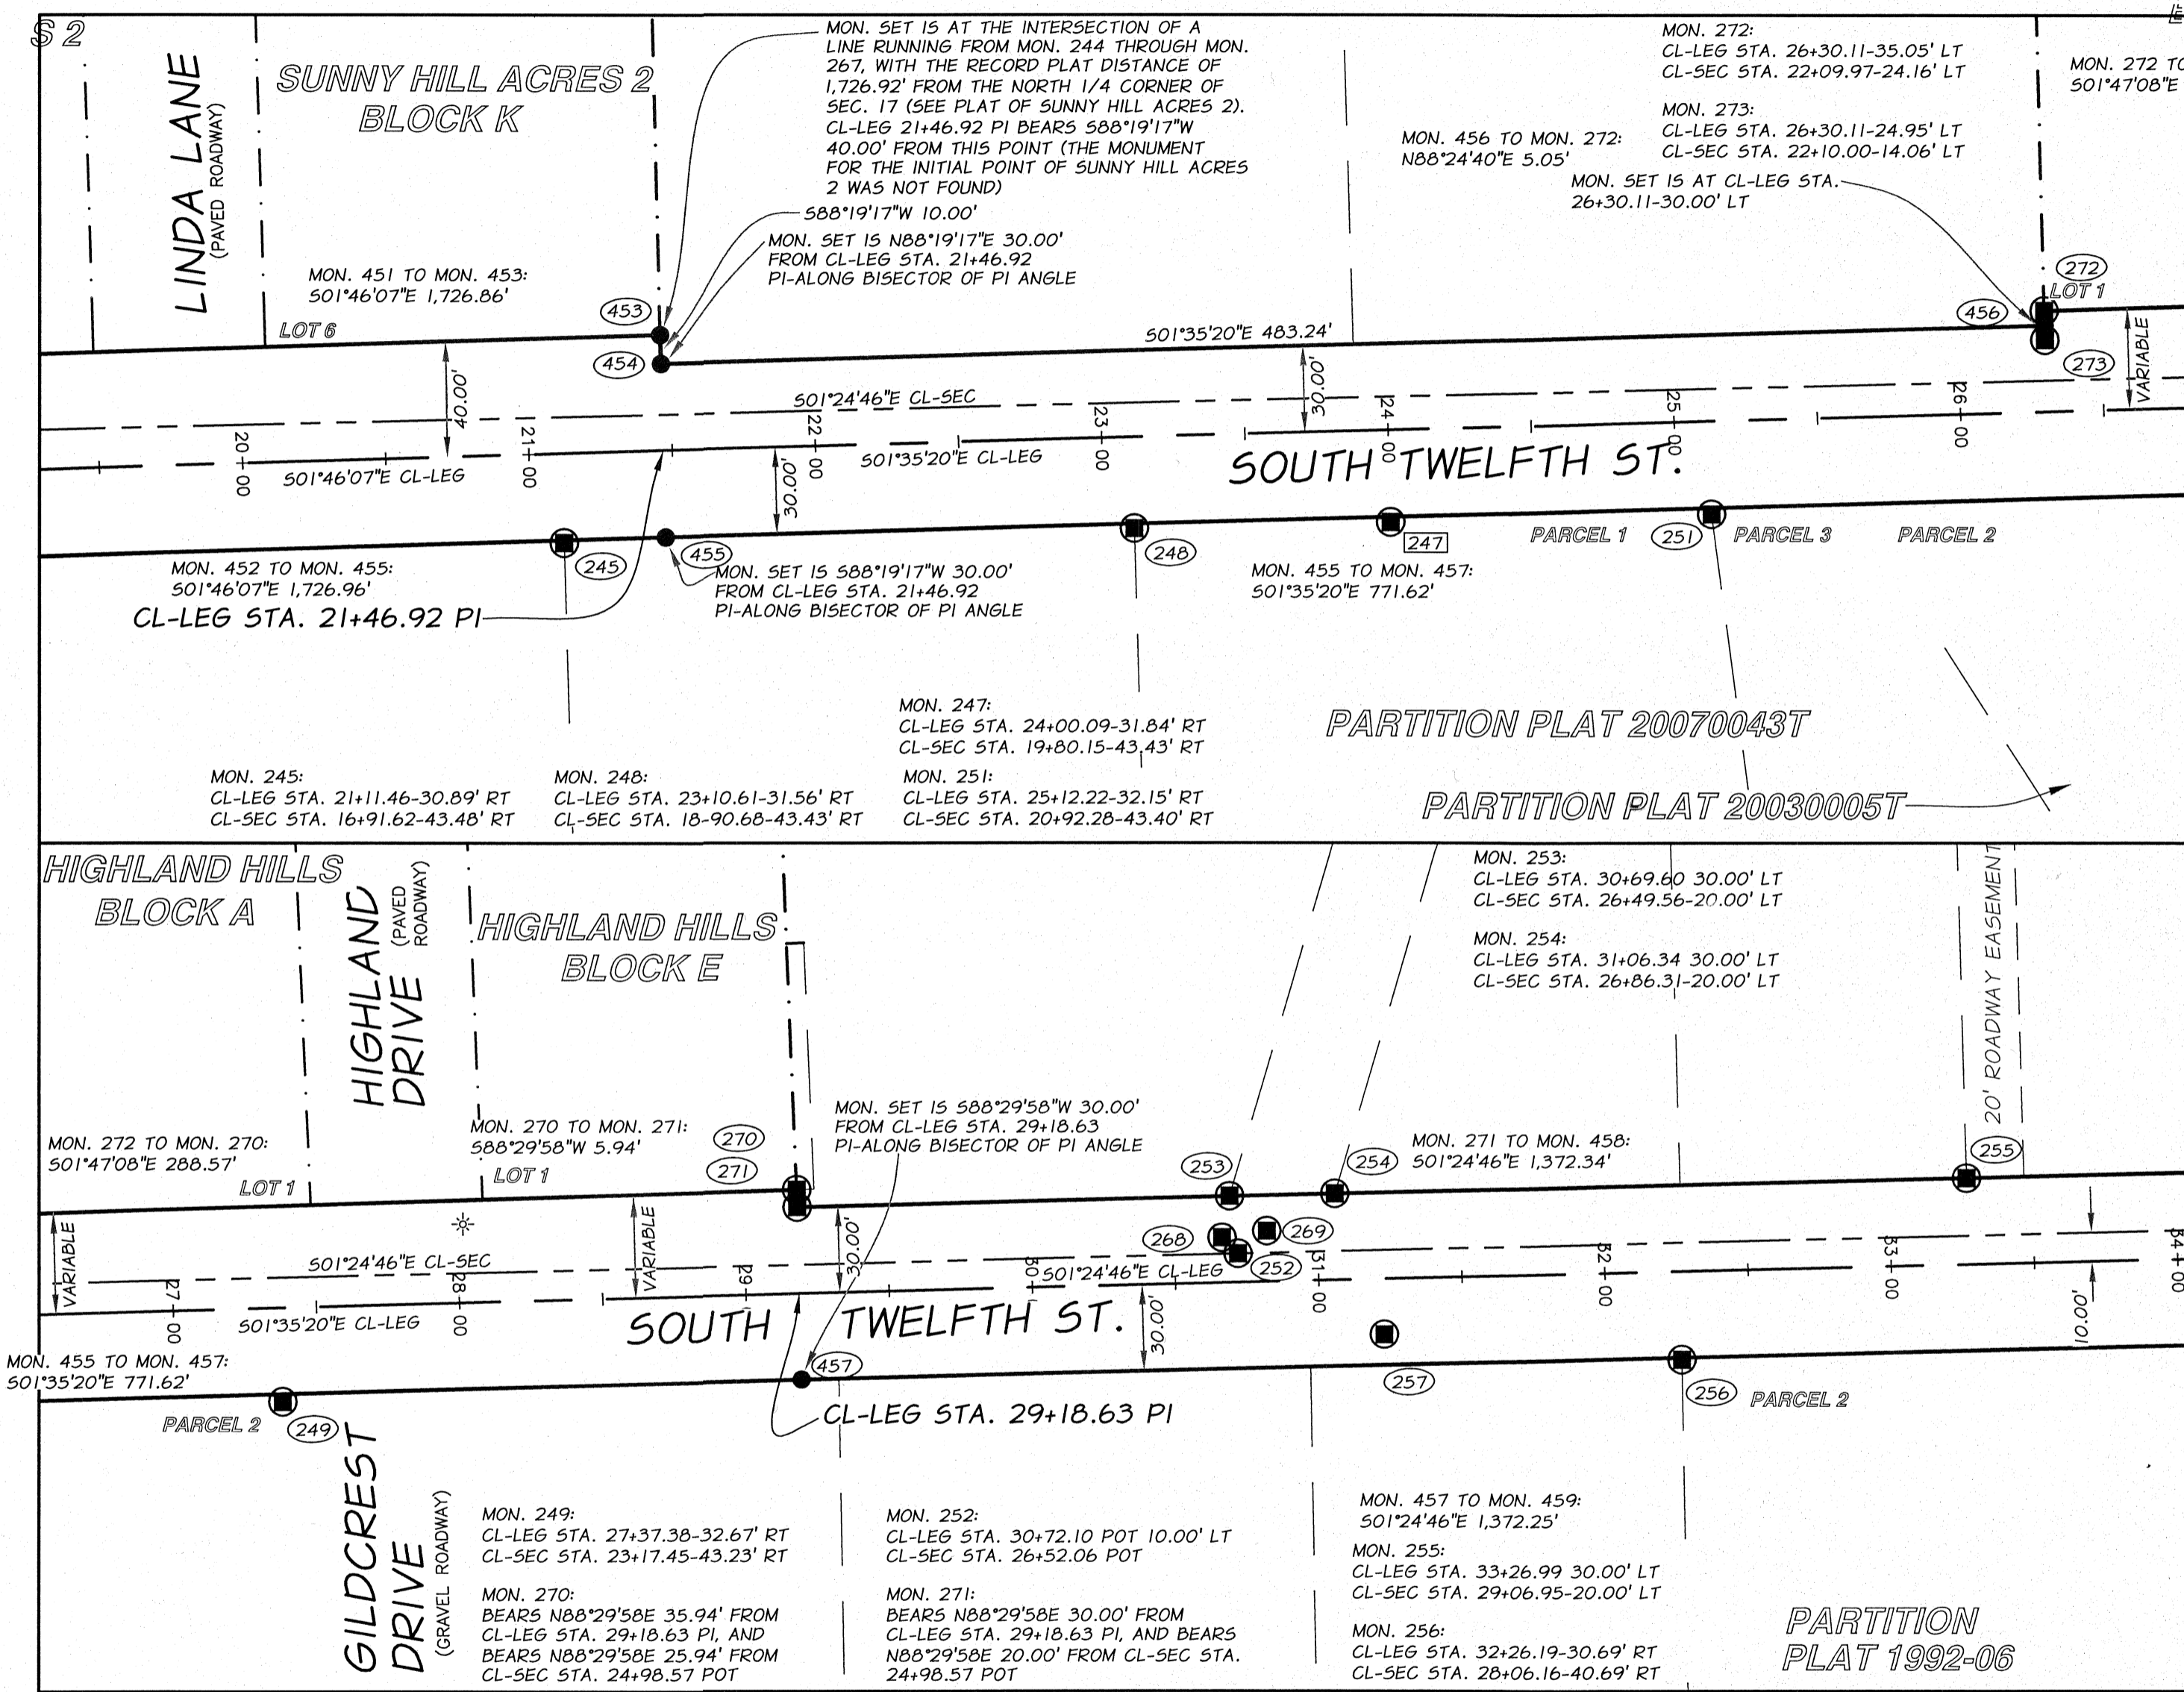 S 2
LINDA LANE
(PAVED ROADWAY)
SUNNY HILL ACRES 2
BLOCK K
MON. SET IS AT THE INTERSECTION OF A
LINE RUNNING FROM MON. 244 THROUGH MON.
267, WITH THE RECORD PLAT DISTANCE OF
1,726.92' FROM THE NORTH 1/4 CORNER OF
SEC. 17 (SEE PLAT OF SUNNY HILL ACRES 2).
CL-LEG 21+46.92 PI BEARS S88°19'17"W
40.00' FROM THIS POINT (THE MONUMENT
FOR THE INITIAL POINT OF SUNNY HILL ACRES
2 WAS NOT FOUND)
S88°19'17"W 10.00'
MON. SET IS N88°19'17"E 30.00'
FROM CL-LEG STA. 21+46.92
PI-ALONG BISECTOR OF PI ANGLE
MON. 272:
CL-LEG STA. 26+30.11-35.05' LT
CL-SEC STA. 22+09.97-24.16' LT
MON. 273:
CL-LEG STA. 26+30.11-24.95' LT
CL-SEC STA. 22+10.00-14.06' LT
MON. 456 TO MON. 272:
N88°24'40"E 5.05'
MON. SET IS AT CL-LEG STA.
26+30.11-30.00' LT
MON. 272 TO
S01°47'08"E
MON. 451 TO MON. 453:
S01°46'07"E 1,726.86'
LOT 6
453
454
S01°35'20"E 483.24'
456
272
LOT 1
273
VARIABLE
40.00'
S01°24'46"E CL-SEC
30.00'
20+00
21+00
22+00
23+00
24+00
25+00
26+00
S01°46'07"E CL-LEG
30.00'
S01°35'20"E CL-LEG
SOUTH TWELFTH ST.
245
455
248
247
PARCEL 1
251
PARCEL 3
PARCEL 2
MON. 452 TO MON. 455:
S01°46'07"E 1,726.96'
CL-LEG STA. 21+46.92 PI
MON. SET IS S88°19'17"W 30.00'
FROM CL-LEG STA. 21+46.92
PI-ALONG BISECTOR OF PI ANGLE
MON. 455 TO MON. 457:
S01°35'20"E 771.62'
MON. 247:
CL-LEG STA. 24+00.09-31.84' RT
CL-SEC STA. 19+80.15-43.43' RT
PARTITION PLAT 20070043T
MON. 245:
CL-LEG STA. 21+11.46-30.89' RT
CL-SEC STA. 16+91.62-43.48' RT
MON. 248:
CL-LEG STA. 23+10.61-31.56' RT
CL-SEC STA. 18-90.68-43.43' RT
MON. 251:
CL-LEG STA. 25+12.22-32.15' RT
CL-SEC STA. 20+92.28-43.40' RT
PARTITION PLAT 20030005T
HIGHLAND HILLS
BLOCK A
HIGHLAND
DRIVE
(PAVED
ROADWAY)
HIGHLAND HILLS
BLOCK E
MON. 253:
CL-LEG STA. 30+69.60 30.00' LT
CL-SEC STA. 26+49.56-20.00' LT
MON. 254:
CL-LEG STA. 31+06.34 30.00' LT
CL-SEC STA. 26+86.31-20.00' LT
20' ROADWAY EASEMENT
MON. 272 TO MON. 270:
S01°47'08"E 288.57'
LOT 1
MON. 270 TO MON. 271:
S88°29'58"W 5.94'
LOT 1
270
271
MON. SET IS S88°29'58"W 30.00'
FROM CL-LEG STA. 29+18.63
PI-ALONG BISECTOR OF PI ANGLE
253
254
MON. 271 TO MON. 458:
S01°24'46"E 1,372.34'
255
VARIABLE
S01°24'46"E CL-SEC
VARIABLE
30.00'
268
269
252
S01°24'46"E CL-LEG
27+00
28+00
29
30
31+00
32+00
33+00
34+00
S01°35'20"E CL-LEG
SOUTH TWELFTH ST.
30.00'
10.00'
MON. 455 TO MON. 457:
S01°35'20"E 771.62'
PARCEL 2
249
457
CL-LEG STA. 29+18.63 PI
257
256
PARCEL 2
GILDCREST
DRIVE
(GRAVEL ROADWAY)
MON. 249:
CL-LEG STA. 27+37.38-32.67' RT
CL-SEC STA. 23+17.45-43.23' RT
MON. 270:
BEARS N88°29'58E 35.94' FROM
CL-LEG STA. 29+18.63 PI, AND
BEARS N88°29'58E 25.94' FROM
CL-SEC STA. 24+98.57 POT
MON. 252:
CL-LEG STA. 30+72.10 POT 10.00' LT
CL-SEC STA. 26+52.06 POT
MON. 271:
BEARS N88°29'58E 30.00' FROM
CL-LEG STA. 29+18.63 PI, AND BEARS
N88°29'58E 20.00' FROM CL-SEC STA.
24+98.57 POT
MON. 457 TO MON. 459:
S01°24'46"E 1,372.25'
MON. 255:
CL-LEG STA. 33+26.99 30.00' LT
CL-SEC STA. 29+06.95-20.00' LT
MON. 256:
CL-LEG STA. 32+26.19-30.69' RT
CL-SEC STA. 28+06.16-40.69' RT
PARTITION
PLAT 1992-06